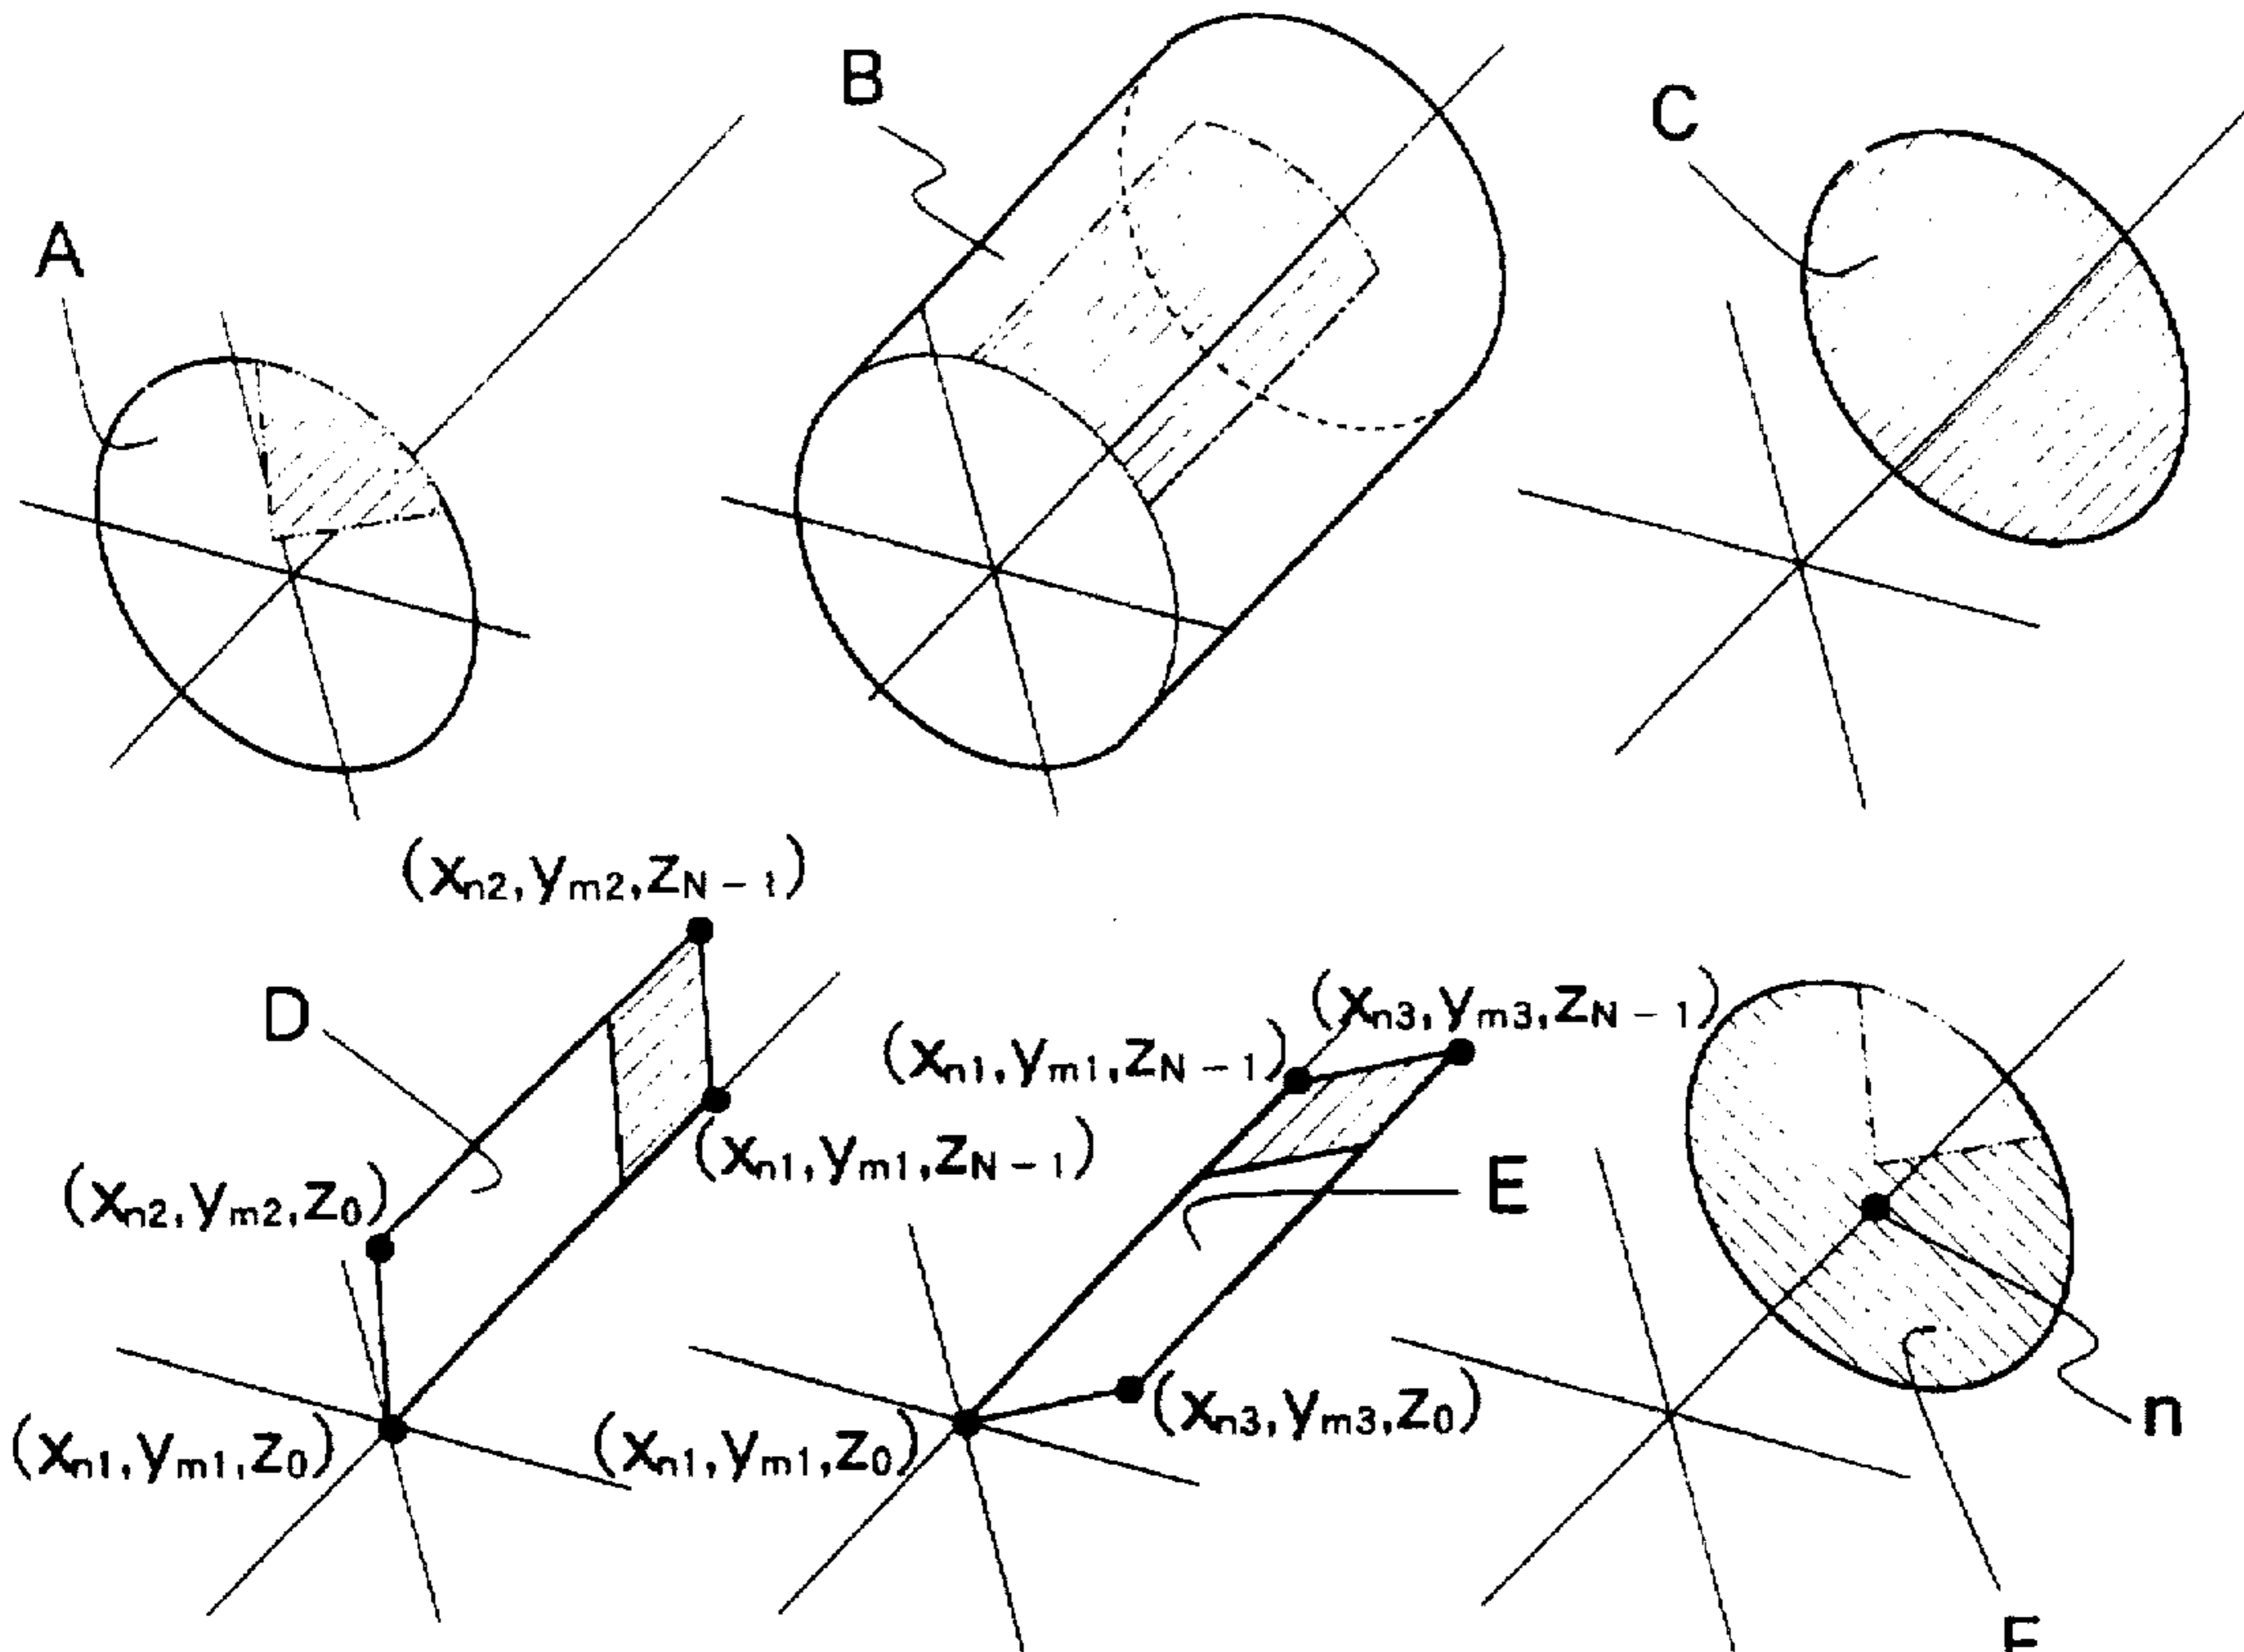 A
B
C
(xn2,ym2,zN-1)
D
(xn2,ym2,z0)
(xn1,ym1,zN-1)
(xn1,ym1,z0)
(xn3,ym3,zN-1)
(xn1,ym1,zN-1)
E
(xn3,ym3,z0)
(xn1,ym1,z0)
n